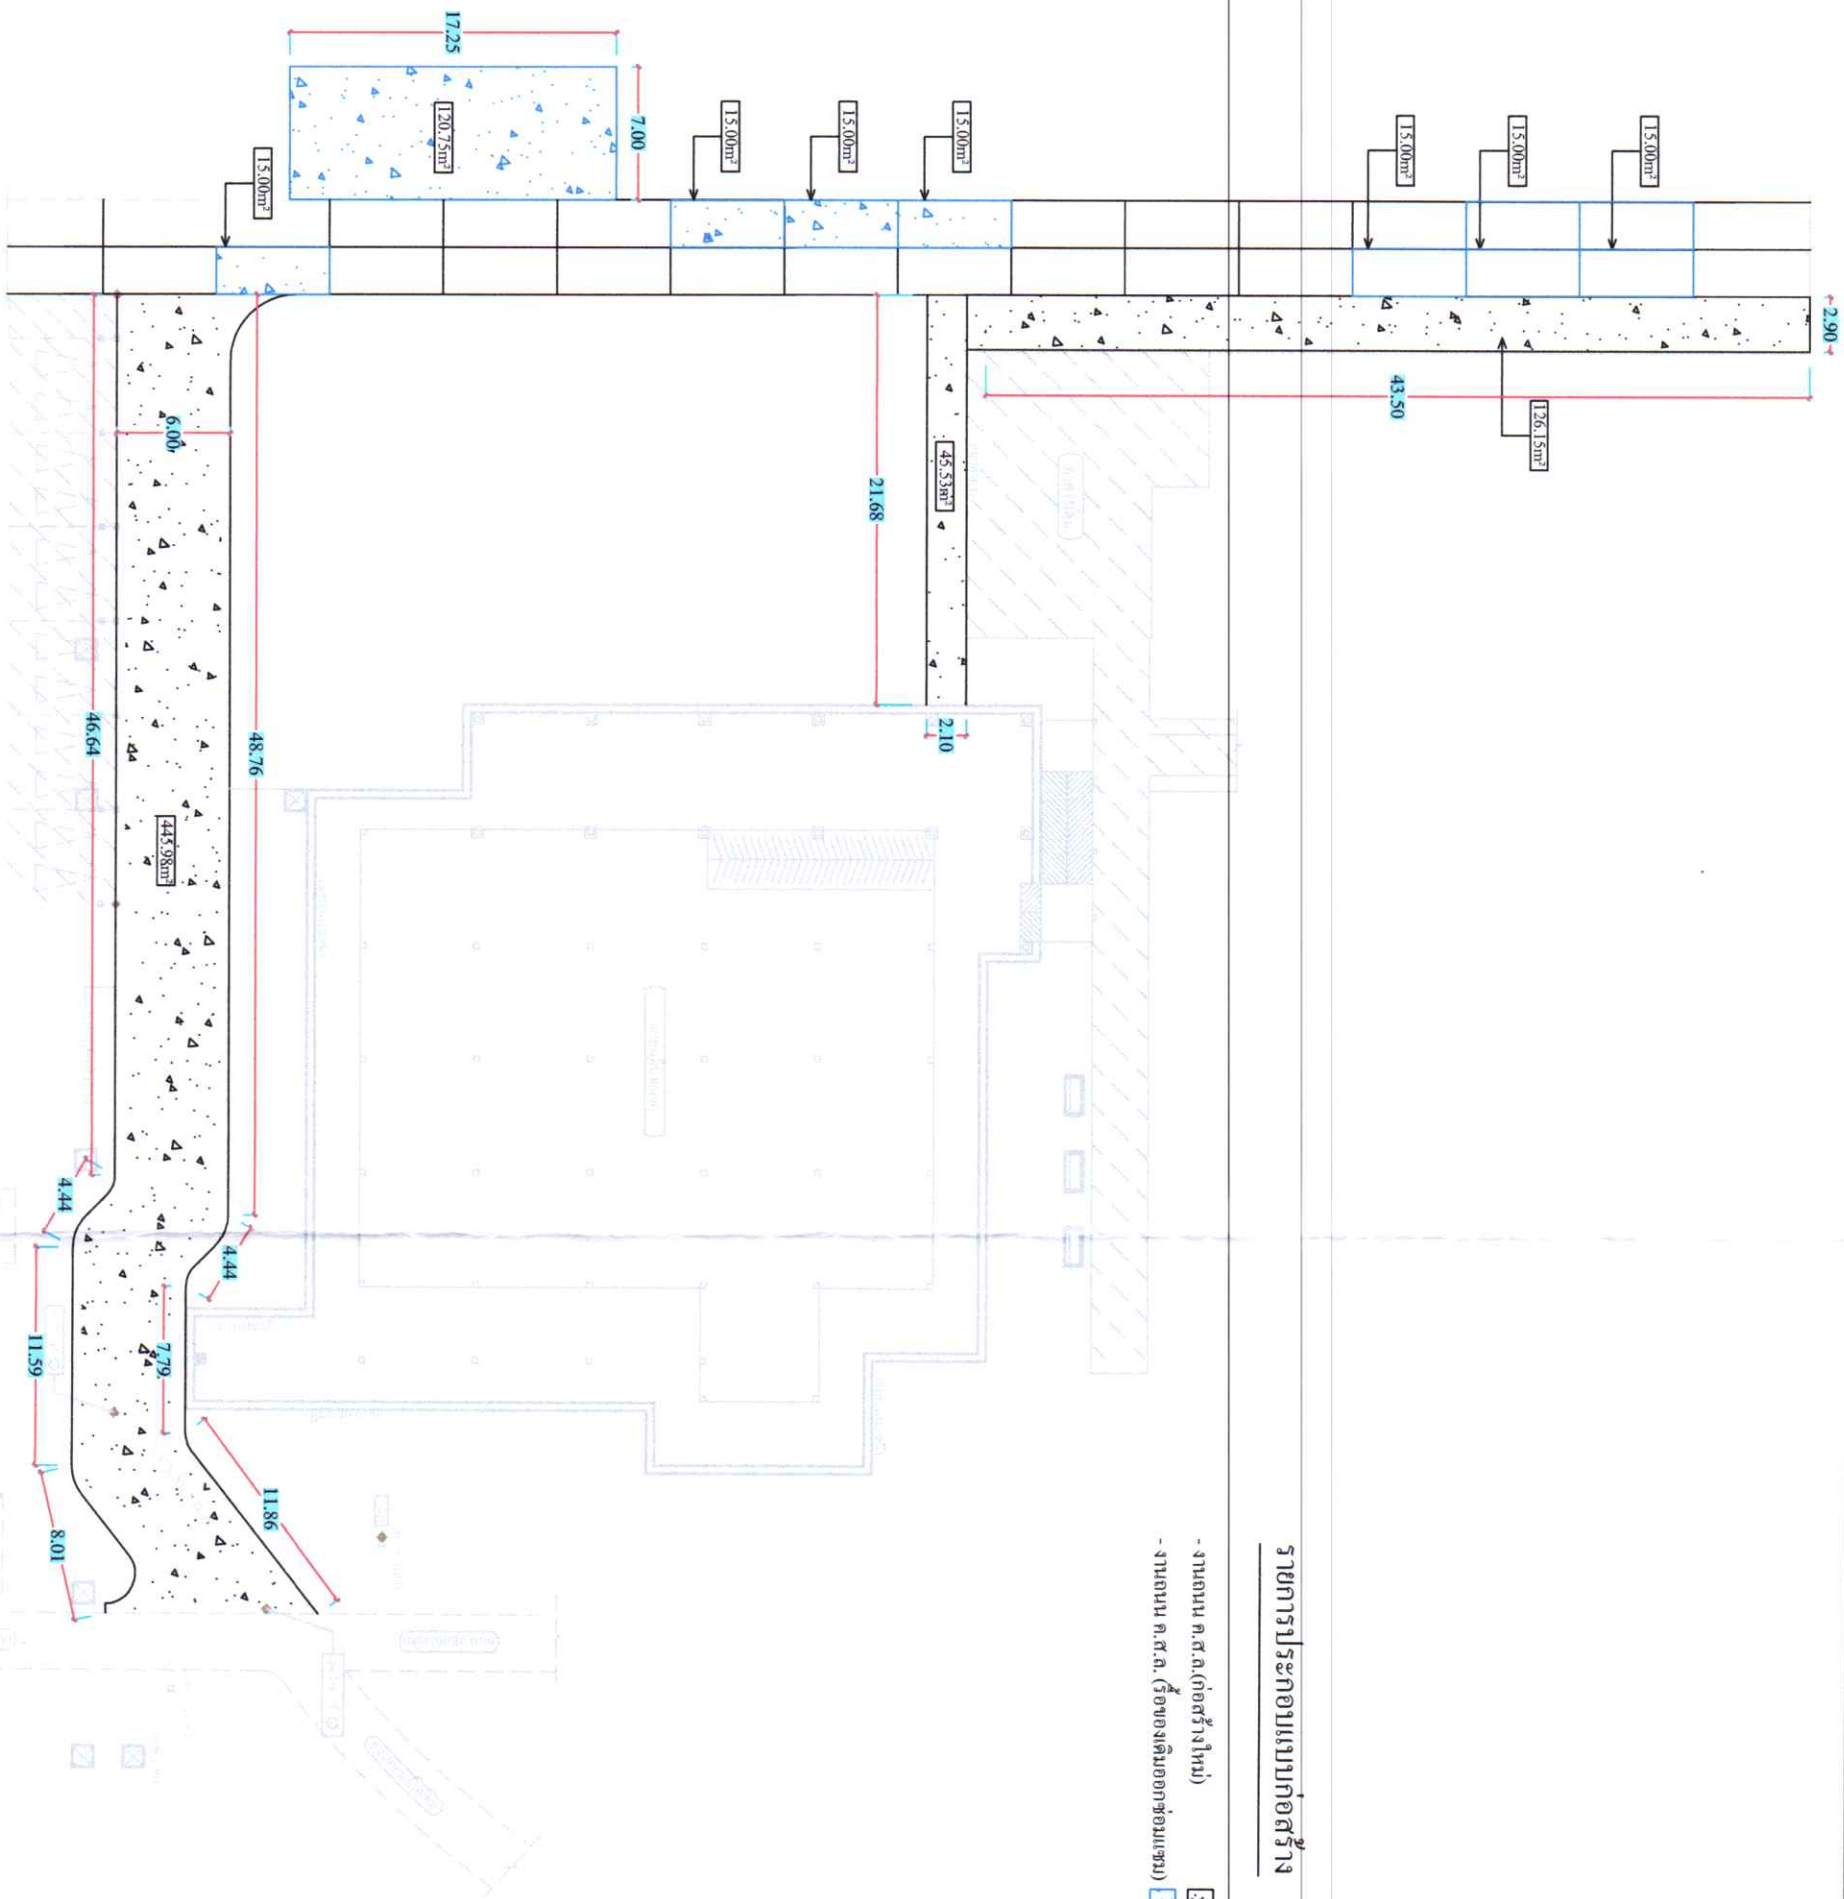 รายการประกอบแบบก่อสร้าง
- งานถนน ค.ส.ล.(ก่อสร้างใหม่)
- งานถนน ค.ส.ล. (รื้อของเดิมออกซ่อมแซม)
2.90
43.50
126.15m²
15.00m²
15.00m²
15.00m²
15.00m²
15.00m²
15.00m²
7.00
17.25
120.75m²
15.00m²
45.53m²
21.68
2.10
6.00
48.76
46.64
445.98m²
4.44
4.44
7.79
11.59
11.86
8.01